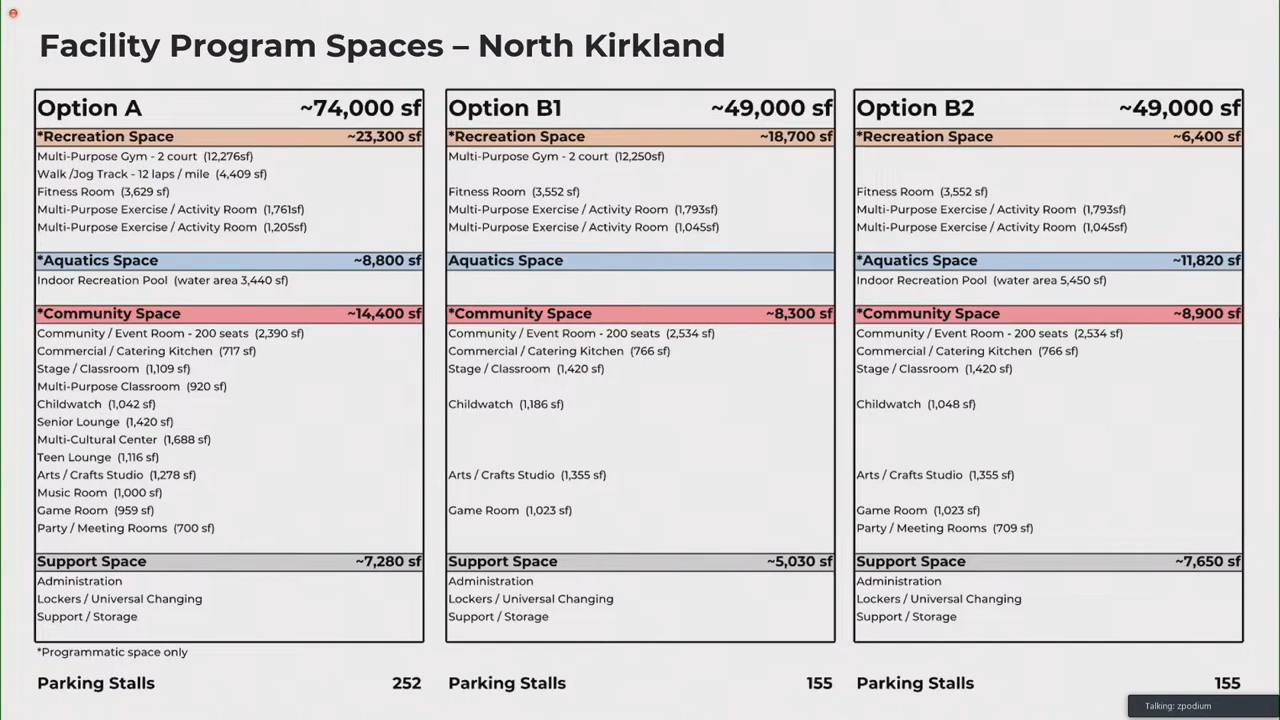 Facility Program Spaces – North Kirkland
Option A ~74,000 sf
*Recreation Space ~23,300 sf
Multi-Purpose Gym - 2 court (12,276sf)
Walk /Jog Track - 12 laps / mile (4,409 sf)
Fitness Room (3,629 sf)
Multi-Purpose Exercise / Activity Room (1,761sf)
Multi-Purpose Exercise / Activity Room (1,205sf)
*Aquatics Space ~8,800 sf
Indoor Recreation Pool (water area 3,440 sf)
*Community Space ~14,400 sf
Community / Event Room - 200 seats (2,390 sf)
Commercial / Catering Kitchen (717 sf)
Stage / Classroom (1,109 sf)
Multi-Purpose Classroom (920 sf)
Childwatch (1,042 sf)
Senior Lounge (1,420 sf)
Multi-Cultural Center (1,688 sf)
Teen Lounge (1,116 sf)
Arts / Crafts Studio (1,278 sf)
Music Room (1,000 sf)
Game Room (959 sf)
Party / Meeting Rooms (700 sf)
Support Space ~7,280 sf
Administration
Lockers / Universal Changing
Support / Storage
*Programmatic space only
Parking Stalls 252
Option B1 ~49,000 sf
*Recreation Space ~18,700 sf
Multi-Purpose Gym - 2 court (12,250sf)
Fitness Room (3,552 sf)
Multi-Purpose Exercise / Activity Room (1,793sf)
Multi-Purpose Exercise / Activity Room (1,045sf)
Aquatics Space
*Community Space ~8,300 sf
Community / Event Room - 200 seats (2,534 sf)
Commercial / Catering Kitchen (766 sf)
Stage / Classroom (1,420 sf)
Childwatch (1,186 sf)
Arts / Crafts Studio (1,355 sf)
Game Room (1,023 sf)
Support Space ~5,030 sf
Administration
Lockers / Universal Changing
Support / Storage
Parking Stalls 155
Option B2 ~49,000 sf
*Recreation Space ~6,400 sf
Fitness Room (3,552 sf)
Multi-Purpose Exercise / Activity Room (1,793sf)
Multi-Purpose Exercise / Activity Room (1,045sf)
*Aquatics Space ~11,820 sf
Indoor Recreation Pool (water area 5,450 sf)
*Community Space ~8,900 sf
Community / Event Room - 200 seats (2,534 sf)
Commercial / Catering Kitchen (766 sf)
Stage / Classroom (1,420 sf)
Childwatch (1,048 sf)
Arts / Crafts Studio (1,355 sf)
Game Room (1,023 sf)
Party / Meeting Rooms (709 sf)
Support Space ~7,650 sf
Administration
Lockers / Universal Changing
Support / Storage
Parking Stalls 155
Talking: zpodium